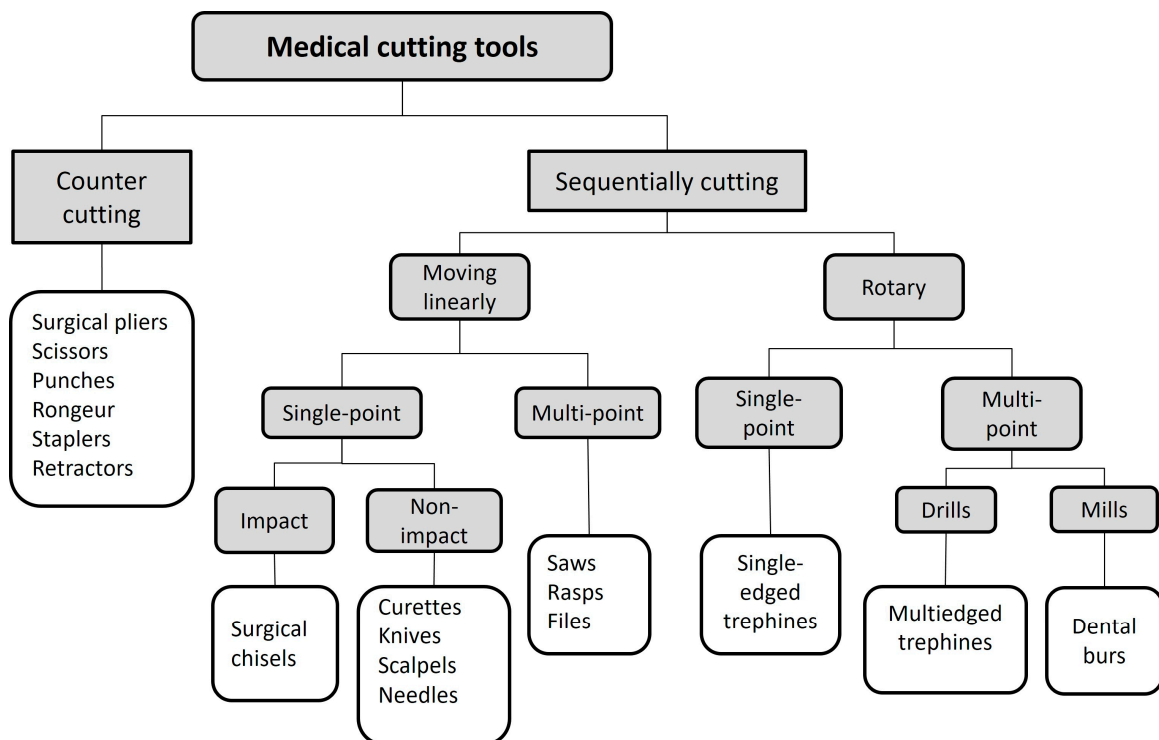 Medical cutting tools
Counter
cutting
Sequentially cutting
Moving
linearly
Rotary
Surgical pliers
Scissors
Punches
Rongeur
Staplers
Retractors
Single-point
Multi-point
Single-
point
Multi-
point
Impact
Non-
impact
Drills
Mills
Surgical
chisels
Curettes
Knives
Scalpels
Needles
Saws
Rasps
Files
Single-
edged
trephines
Multiedged
trephines
Dental
burs